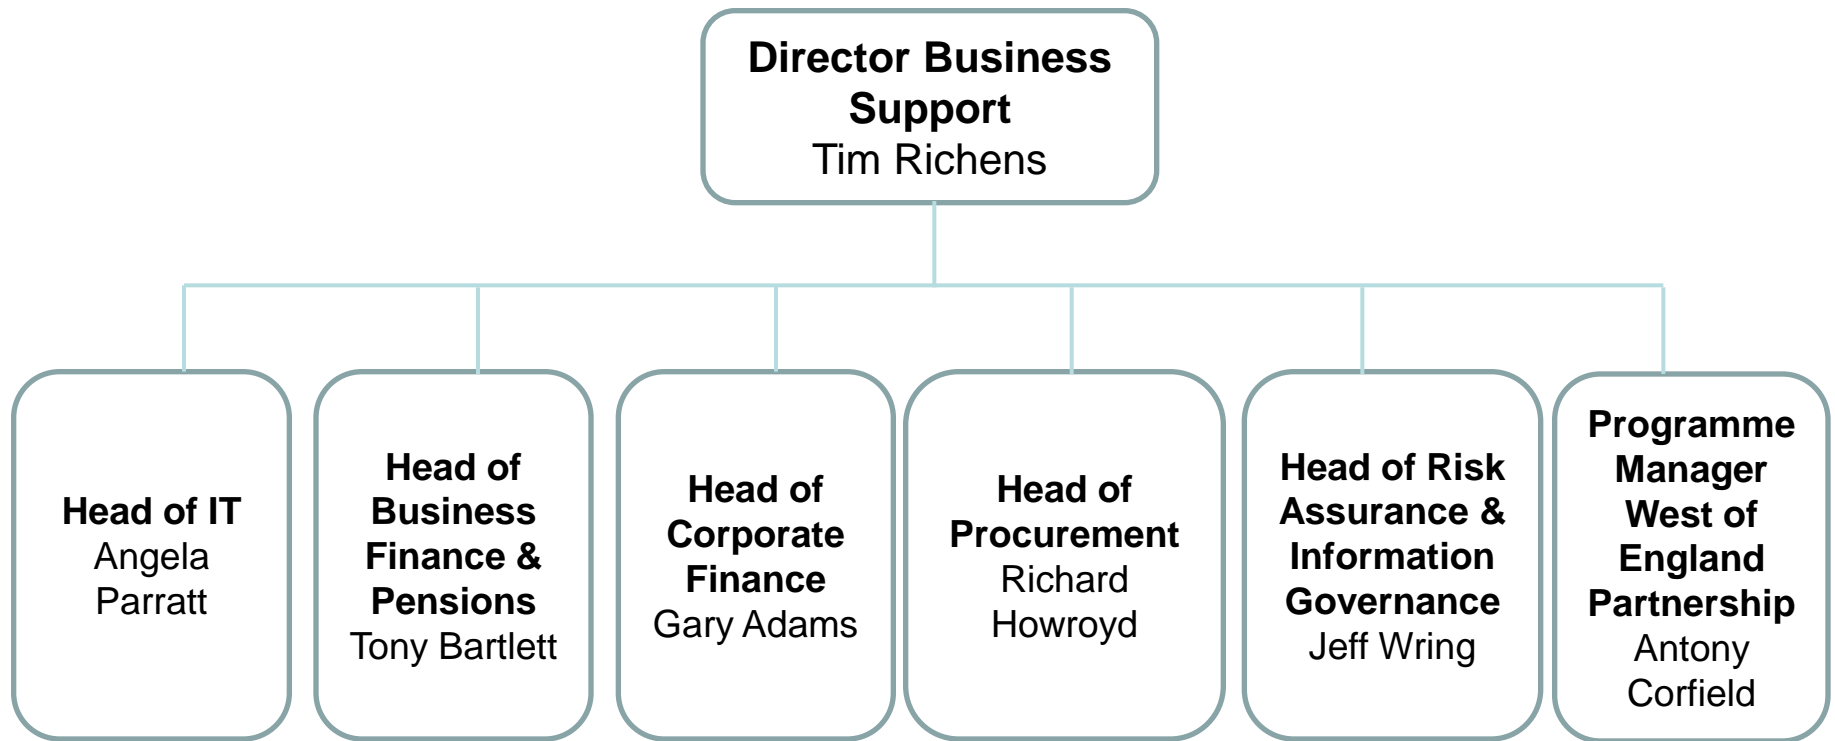 Director Business
Support
Tim Richens
Head of IT
Angela
Parratt
Head of
Business
Finance &
Pensions
Tony Bartlett
Head of
Corporate
Finance
Gary Adams
Head of
Procurement
Richard
Howroyd
Head of Risk
Assurance &
Information
Governance
Jeff Wring
Programme
Manager
West of
England
Partnership
Antony
Corfield